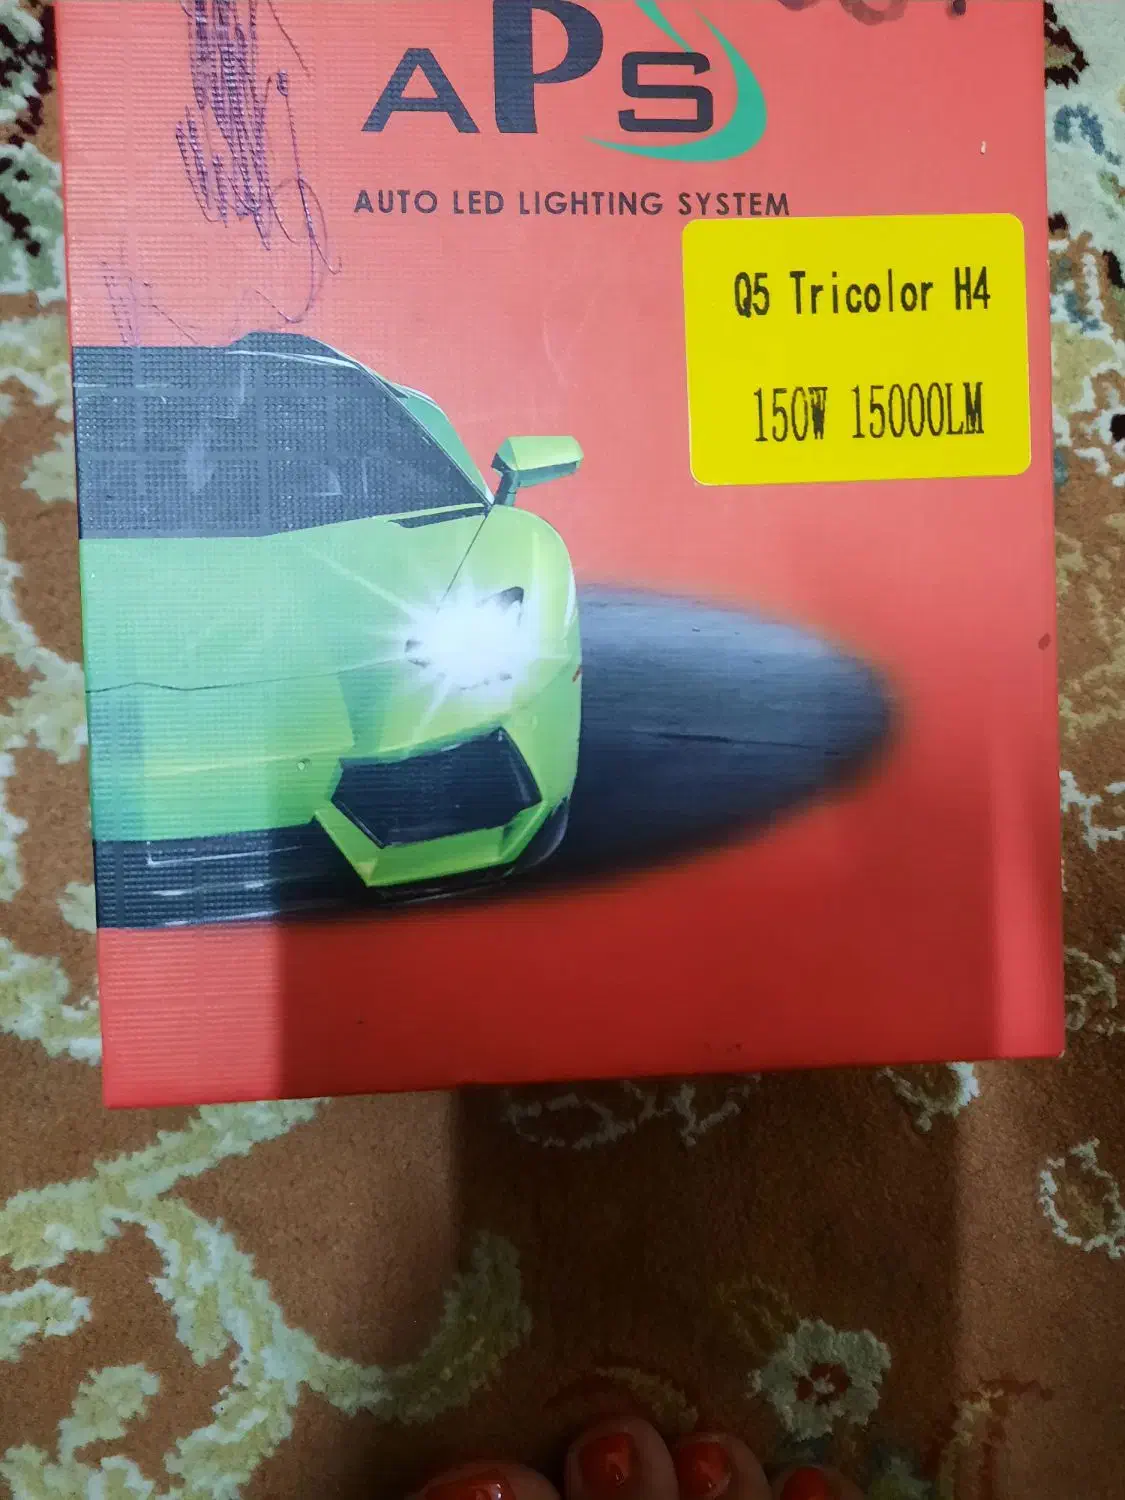 APS
AUTO LED LIGHTING SYSTEM
Q5 Tricolor H4
150W 15000LM